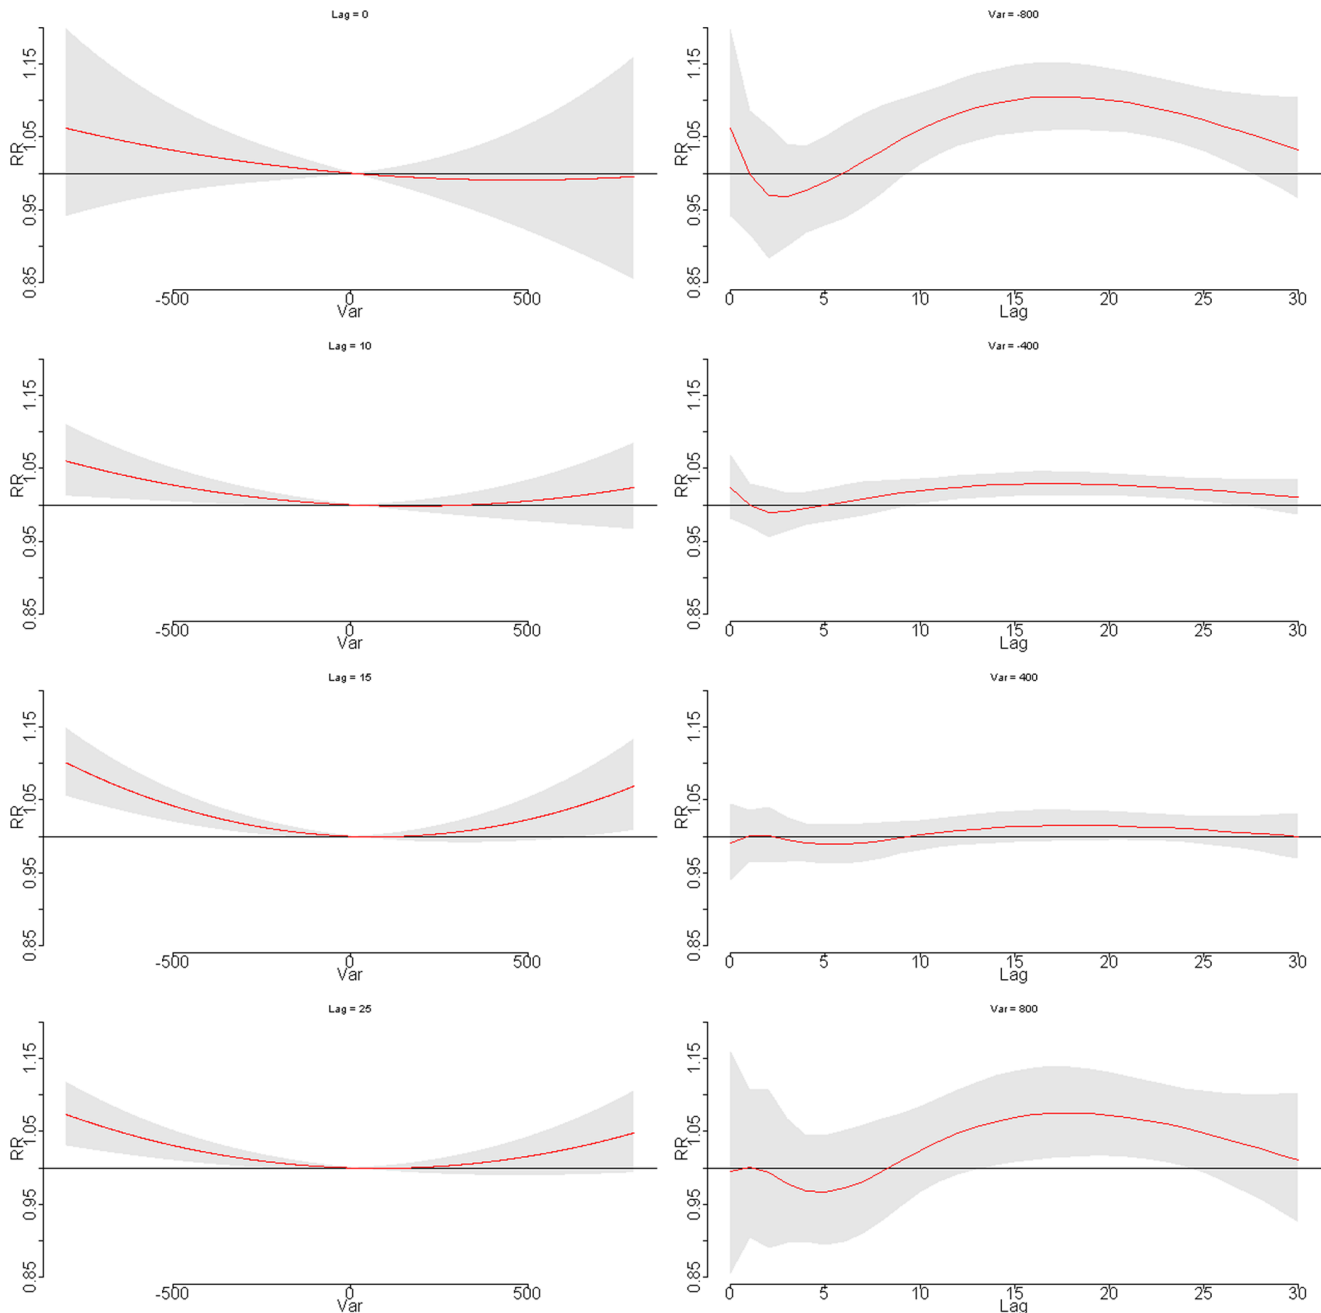 Lag = 0
RR
0.85 0.95 1.05 1.15
-500 0 500
Var
Var = -800
RR
0.85 0.95 1.05 1.15
0 5 10 15 20 25 30
Lag
Lag = 10
RR
0.85 0.95 1.05 1.15
-500 0 500
Var
Var = -400
RR
0.85 0.95 1.05 1.15
0 5 10 15 20 25 30
Lag
Lag = 15
RR
0.85 0.95 1.05 1.15
-500 0 500
Var
Var = 400
RR
0.85 0.95 1.05 1.15
0 5 10 15 20 25 30
Lag
Lag = 25
RR
0.85 0.95 1.05 1.15
-500 0 500
Var
Var = 800
RR
0.85 0.95 1.05 1.15
0 5 10 15 20 25 30
Lag